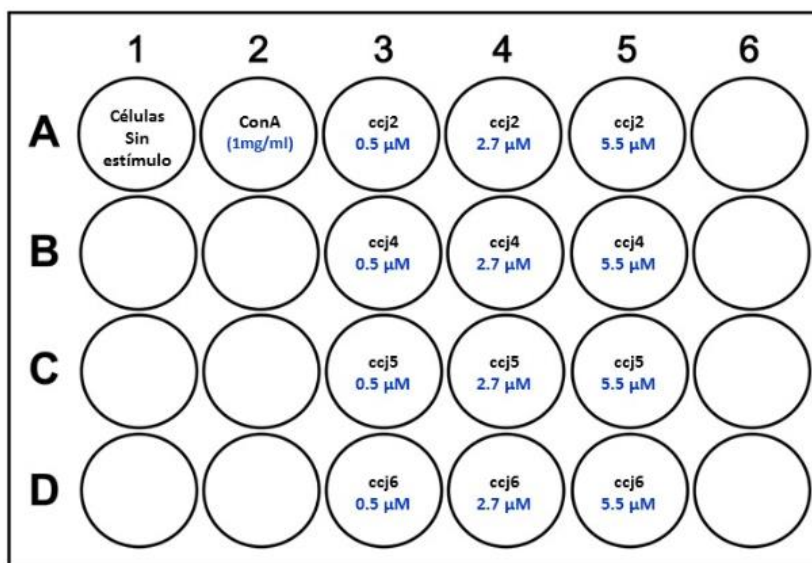 1 2 3 4 5 6
A
Células
Sin
estímulo
ConA
(1mg/ml)
ccj2
0.5 µM
ccj2
2.7 µM
ccj2
5.5 µM
B
ccj4
0.5 µM
ccj4
2.7 µM
ccj4
5.5 µM
C
ccj5
0.5 µM
ccj5
2.7 µM
ccj5
5.5 µM
D
ccj6
0.5 µM
ccj6
2.7 µM
ccj6
5.5 µM